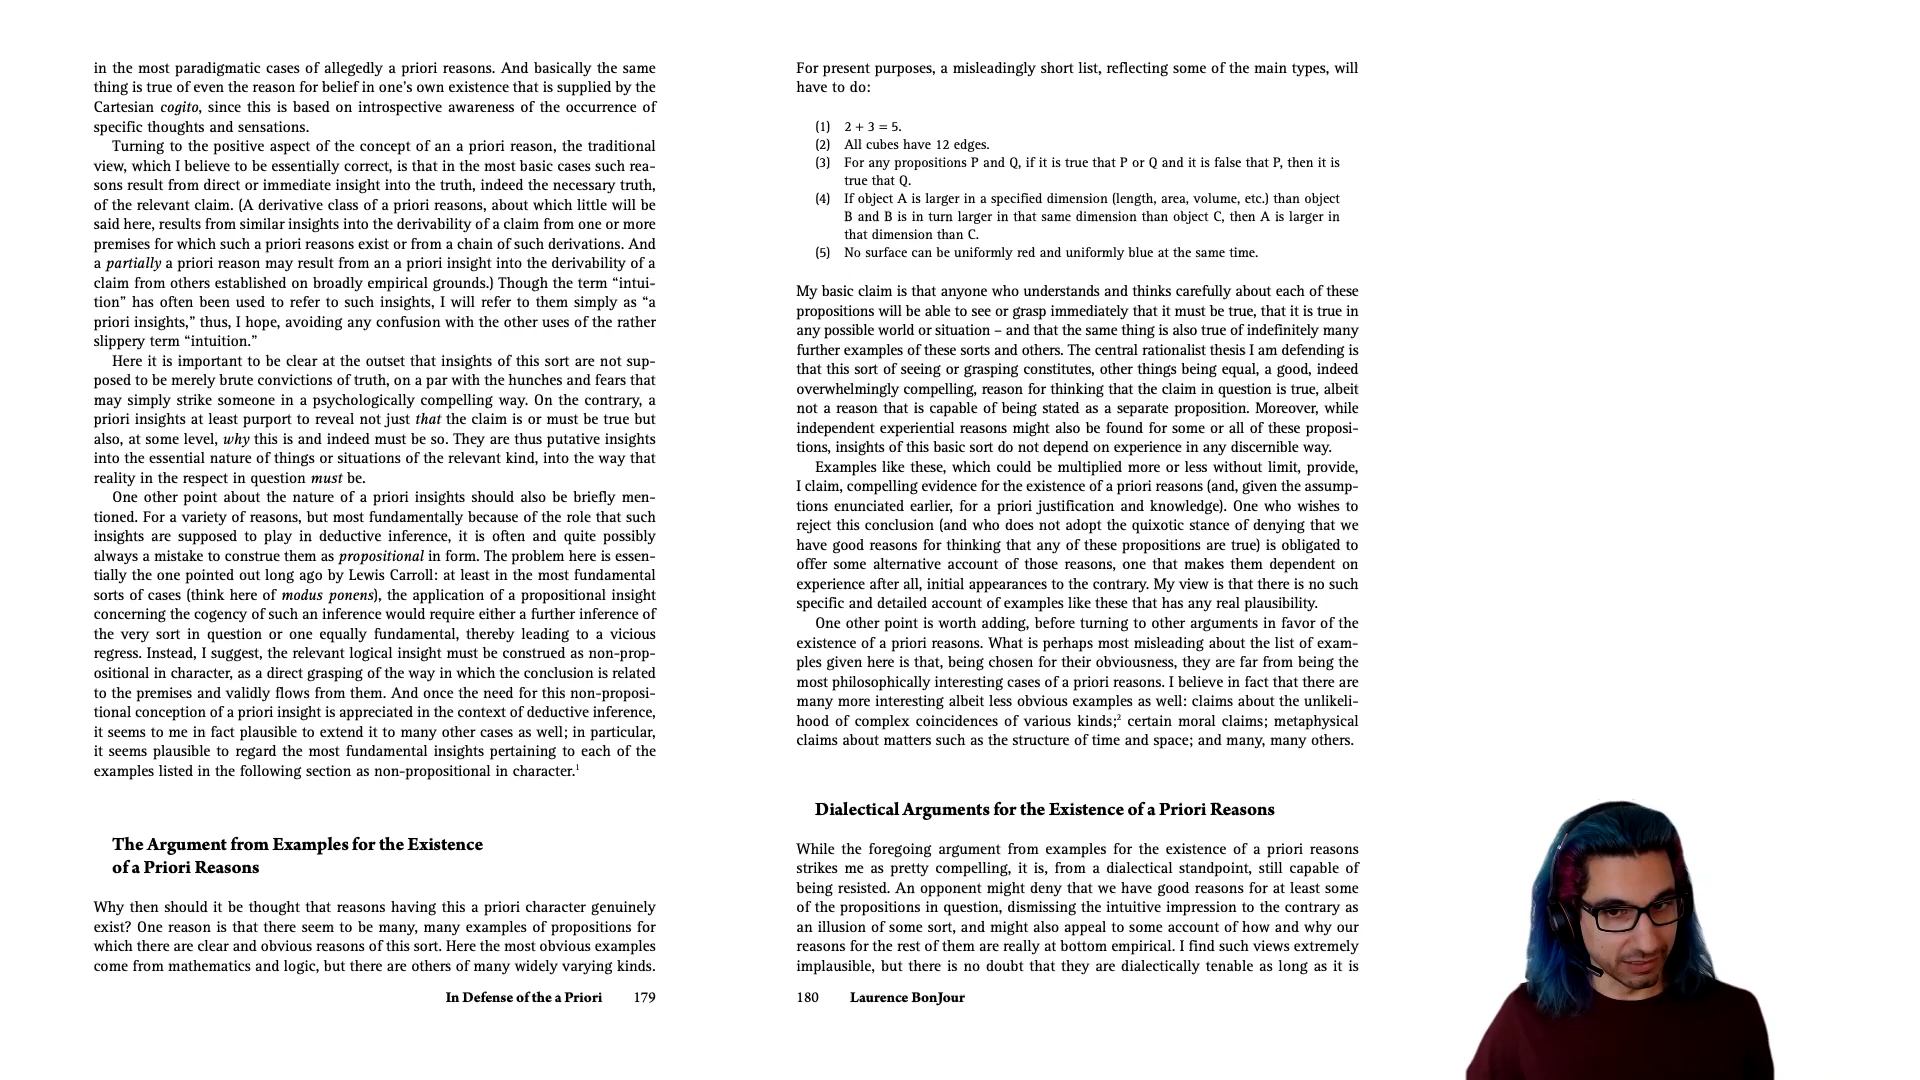 in the most paradigmatic cases of allegedly a priori reasons. And basically the same
thing is true of even the reason for belief in one's own existence that is supplied by the
Cartesian cogito, since this is based on introspective awareness of the occurrence of
specific thoughts and sensations.
Turning to the positive aspect of the concept of an a priori reason, the traditional
view, which I believe to be essentially correct, is that in the most basic cases such rea-
sons result from direct or immediate insight into the truth, indeed the necessary truth,
of the relevant claim. (A derivative class of a priori reasons, about which little will be
said here, results from similar insights into the derivability of a claim from one or more
premises for which such a priori reasons exist or from a chain of such derivations. And
a partially a priori reason may result from an a priori insight into the derivability of a
claim from others established on broadly empirical grounds.) Though the term “intui-
tion” has often been used to refer to such insights, I will refer to them simply as “a
priori insights,” thus, I hope, avoiding any confusion with the other uses of the rather
slippery term “intuition.”
Here it is important to be clear at the outset that insights of this sort are not sup-
posed to be merely brute convictions of truth, on a par with the hunches and fears that
may simply strike someone in a psychologically compelling way. On the contrary, a
priori insights at least purport to reveal not just that the claim is or must be true but
also, at some level, why this is and indeed must be so. They are thus putative insights
into the essential nature of things or situations of the relevant kind, into the way that
reality in the respect in question must be.
One other point about the nature of a priori insights should also be briefly men-
tioned. For a variety of reasons, but most fundamentally because of the role that such
insights are supposed to play in deductive inference, it is often and quite possibly
always a mistake to construe them as propositional in form. The problem here is essen-
tially the one pointed out long ago by Lewis Carroll: at least in the most fundamental
sorts of cases (think here of modus ponens), the application of a propositional insight
concerning the cogency of such an inference would require either a further inference of
the very sort in question or one equally fundamental, thereby leading to a vicious
regress. Instead, I suggest, the relevant logical insight must be construed as non-prop-
ositional in character, as a direct grasping of the way in which the conclusion is related
to the premises and validly flows from them. And once the need for this non-proposi-
tional conception of a priori insight is appreciated in the context of deductive inference,
it seems to me in fact plausible to extend it to many other cases as well; in particular,
it seems plausible to regard the most fundamental insights pertaining to each of the
examples listed in the following section as non-propositional in character.1
The Argument from Examples for the Existence
of a Priori Reasons
Why then should it be thought that reasons having this a priori character genuinely
exist? One reason is that there seem to be many, many examples of propositions for
which there are clear and obvious reasons of this sort. Here the most obvious examples
come from mathematics and logic, but there are others of many widely varying kinds.
In Defense of the a Priori 179
For present purposes, a misleadingly short list, reflecting some of the main types, will
have to do:
(1) 2 + 3 = 5.
(2) All cubes have 12 edges.
(3) For any propositions P and Q, if it is true that P or Q and it is false that P, then it is
true that Q.
(4) If object A is larger in a specified dimension (length, area, volume, etc.) than object
B and B is in turn larger in that same dimension than object C, then A is larger in
that dimension than C.
(5) No surface can be uniformly red and uniformly blue at the same time.
My basic claim is that anyone who understands and thinks carefully about each of these
propositions will be able to see or grasp immediately that it must be true, that it is true in
any possible world or situation – and that the same thing is also true of indefinitely many
further examples of these sorts and others. The central rationalist thesis I am defending is
that this sort of seeing or grasping constitutes, other things being equal, a good, indeed
overwhelmingly compelling, reason for thinking that the claim in question is true, albeit
not a reason that is capable of being stated as a separate proposition. Moreover, while
independent experiential reasons might also be found for some or all of these proposi-
tions, insights of this basic sort do not depend on experience in any discernible way.
Examples like these, which could be multiplied more or less without limit, provide,
I claim, compelling evidence for the existence of a priori reasons (and, given the assump-
tions enunciated earlier, for a priori justification and knowledge). One who wishes to
reject this conclusion (and who does not adopt the quixotic stance of denying that we
have good reasons for thinking that any of these propositions are true) is obligated to
offer some alternative account of those reasons, one that makes them dependent on
experience after all, initial appearances to the contrary. My view is that there is no such
specific and detailed account of examples like these that has any real plausibility.
One other point is worth adding, before turning to other arguments in favor of the
existence of a priori reasons. What is perhaps most misleading about the list of exam-
ples given here is that, being chosen for their obviousness, they are far from being the
most philosophically interesting cases of a priori reasons. I believe in fact that there are
many more interesting albeit less obvious examples as well: claims about the unlikeli-
hood of complex coincidences of various kinds;2 certain moral claims; metaphysical
claims about matters such as the structure of time and space; and many, many others.
Dialectical Arguments for the Existence of a Priori Reasons
While the foregoing argument from examples for the existence of a priori reasons
strikes me as pretty compelling, it is, from a dialectical standpoint, still capable of
being resisted. An opponent might deny that we have good reasons for at least some
of the propositions in question, dismissing the intuitive impression to the contrary as
an illusion of some sort, and might also appeal to some account of how and why our
reasons for the rest of them are really at bottom empirical. I find such views extremely
implausible, but there is no doubt that they are dialectically tenable as long as it is
180 Laurence BonJour